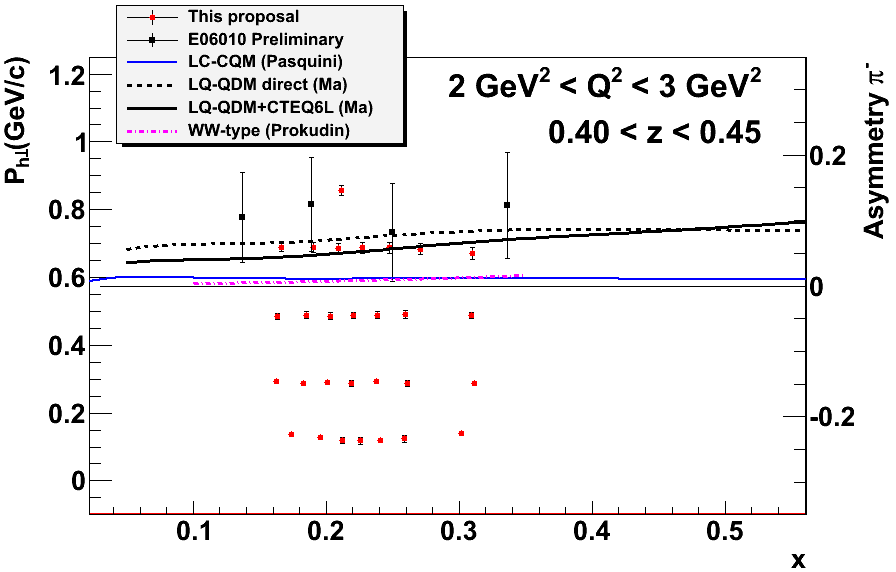 This proposal
E06010 Preliminary
LC-CQM (Pasquini)
LQ-QDM direct (Ma)
LQ-QDM+CTEQ6L (Ma)
WW-type (Prokudin)
2 GeV² < Q² < 3 GeV²
0.40 < z < 0.45
P_h⊥(GeV/c)
1.2
1
0.8
0.6
0.4
0.2
0
Asymmetry π⁻
0.2
0
-0.2
0.1
0.2
0.3
0.4
0.5
x